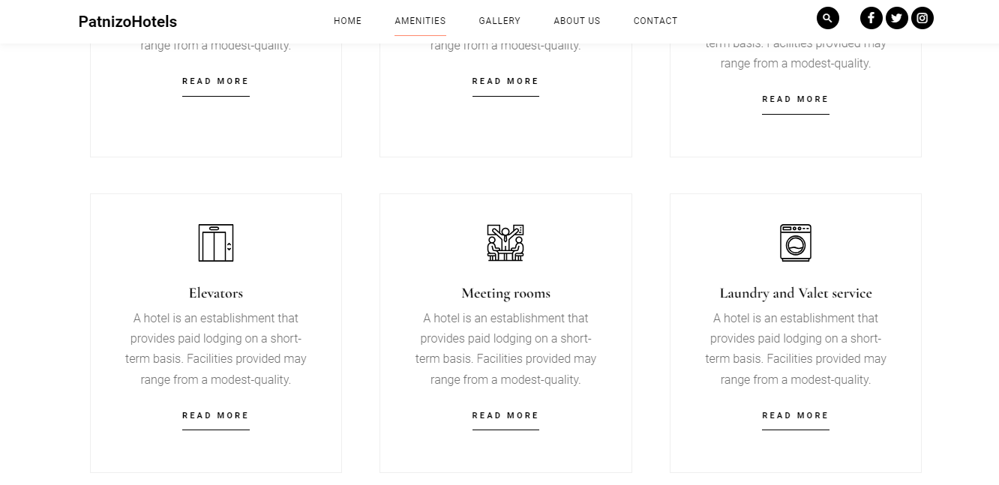 PatnizoHotels
HOME AMENITIES GALLERY ABOUT US CONTACT
range from a modest-quality.
READ MORE
range from a modest-quality.
READ MORE
term basis. Facilities provided may
range from a modest-quality.
READ MORE
Elevators
A hotel is an establishment that
provides paid lodging on a short-
term basis. Facilities provided may
range from a modest-quality.
READ MORE
Meeting rooms
A hotel is an establishment that
provides paid lodging on a short-
term basis. Facilities provided may
range from a modest-quality.
READ MORE
Laundry and Valet service
A hotel is an establishment that
provides paid lodging on a short-
term basis. Facilities provided may
range from a modest-quality.
READ MORE